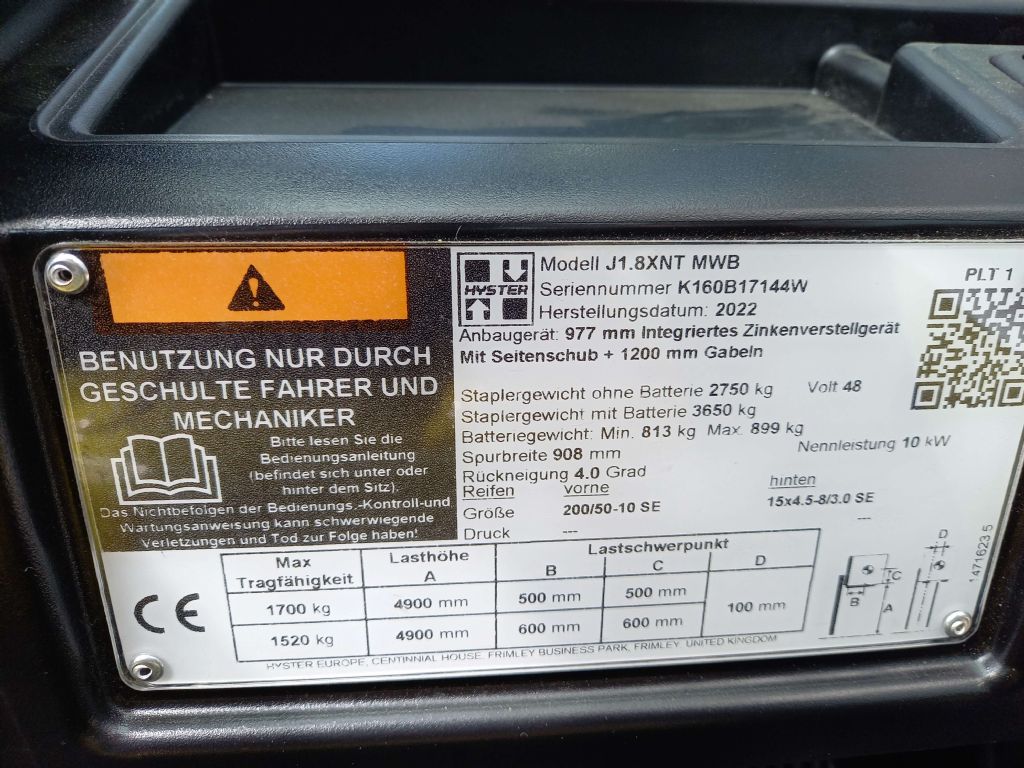 BENUTZUNG NUR DURCH
GESCHULTE FAHRER UND
MECHANIKER
Bitte lesen Sie die
Bedienungsanleitung
(befindet sich unter oder
hinter dem Sitz).
Das Nichtbefolgen der Bedienungs.-Kontroll-und
Wartungsanweisung kann schwerwiegende
Verletzungen und Tod zur Folge haben!
HYSTER
Modell J1.8XNT MWB
Seriennummer K160B17144W
Herstellungsdatum: 2022
Anbaugerät: 977 mm Integriertes Zinkenverstellgerät
Mit Seitenschub + 1200 mm Gabeln
PLT 1
Staplergewicht ohne Batterie 2750 kg Volt 48
Staplergewicht mit Batterie 3650 kg
Batteriegewicht: Min. 813 kg Max. 899 kg
Nennleistung 10 kW
Spurbreite 908 mm
Rückneigung 4.0 Grad
Reifen vorne hinten
Größe 200/50-10 SE 15x4.5-8/3.0 SE
Druck --- ---
Max Tragfähigkeit Lasthöhe A Lastschwerpunkt
B C D
1700 kg 4900 mm 500 mm 500 mm 100 mm
1520 kg 4900 mm 600 mm 600 mm
CE
D
C
B A
1471623 5
HYSTER EUROPE, CENTINNIAL HOUSE, FRIMLEY BUSINESS PARK, FRIMLEY, UNITED KINGDOM